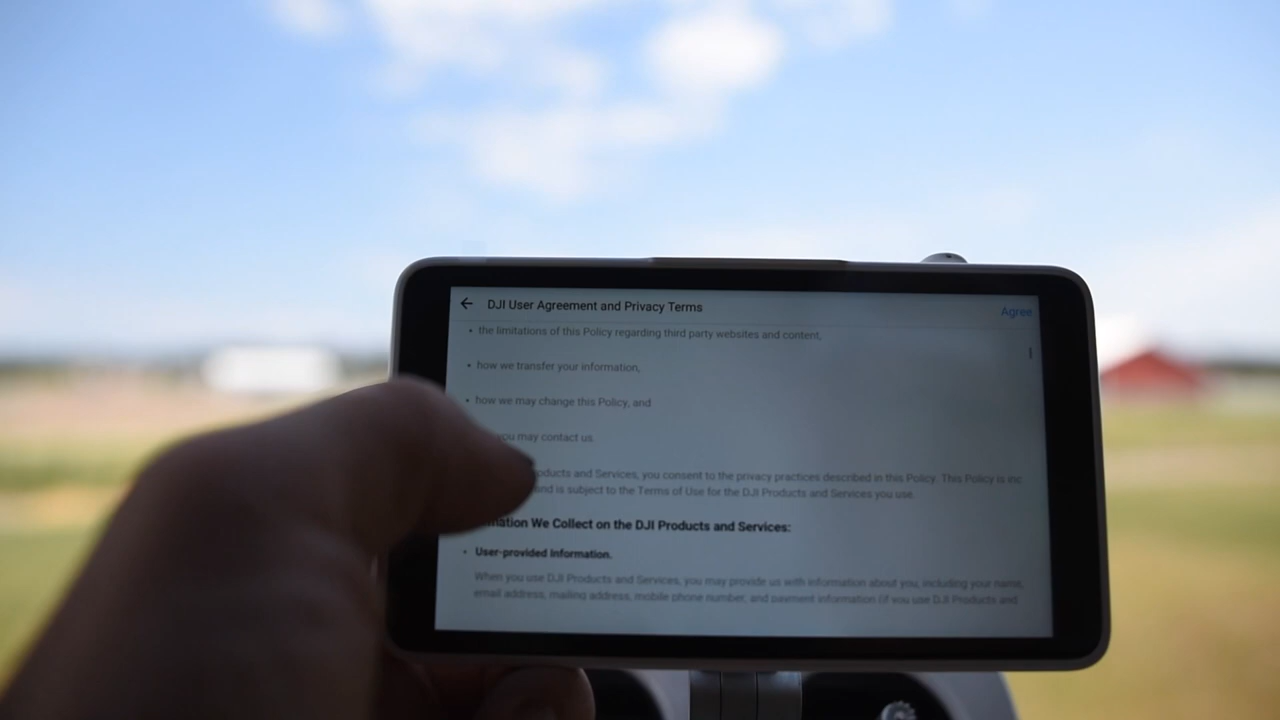 DJI User Agreement and Privacy Terms
Agree
• the limitations of this Policy regarding third party websites and content,
• how we transfer your information,
• how we may change this Policy, and
you may contact us.
oducts and Services, you consent to the privacy practices described in this Policy. This Policy is inc
and is subject to the Terms of Use for the DJI Products and Services you use.
mation We Collect on the DJI Products and Services:
• User-provided Information.
When you use DJI Products and Services, you may provide us with information about you, including your name,
email address, mailing address, mobile phone number, and payment information (if you use DJI Products and